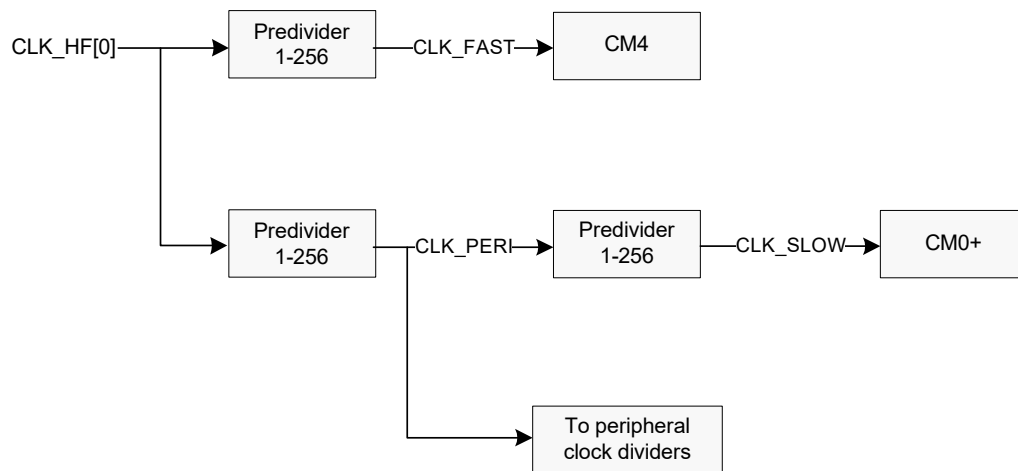 CLK_HF[0]
Predivider
1-256
CLK_FAST
CM4
Predivider
1-256
CLK_PERI
Predivider
1-256
CLK_SLOW
CM0+
To peripheral
clock dividers